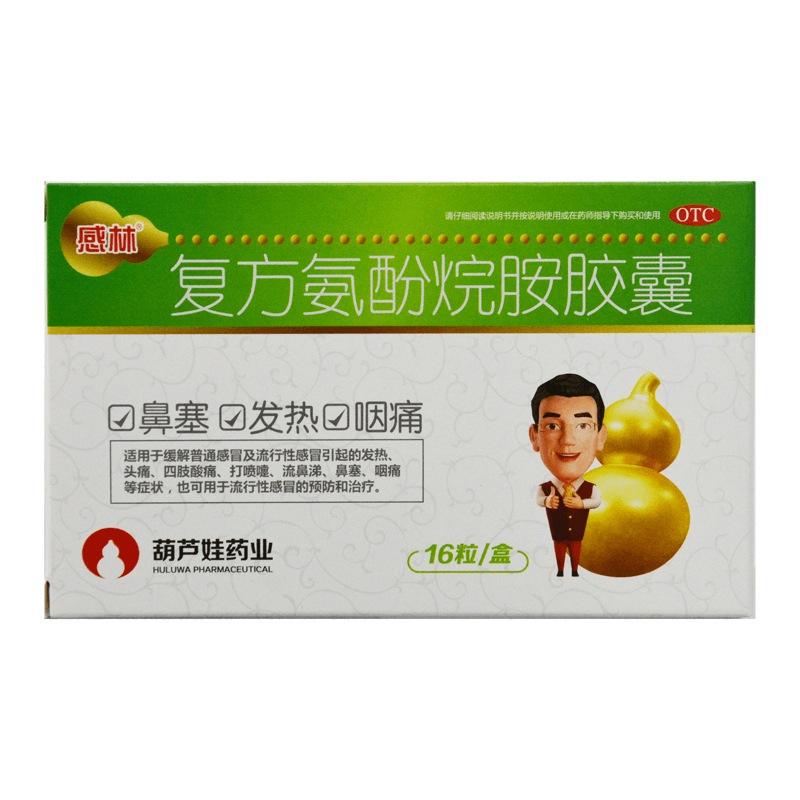 感林®
请仔细阅读说明书并按说明使用或在药师指导下购买和使用
OTC
复方氨酚烷胺胶囊
鼻塞 发热 咽痛
适用于缓解普通感冒及流行性感冒引起的发热、
头痛、四肢酸痛、打喷嚏、流鼻涕、鼻塞、咽痛
等症状，也可用于流行性感冒的预防和治疗。
葫芦娃药业
HULUWA PHARMACEUTICAL
16粒/盒